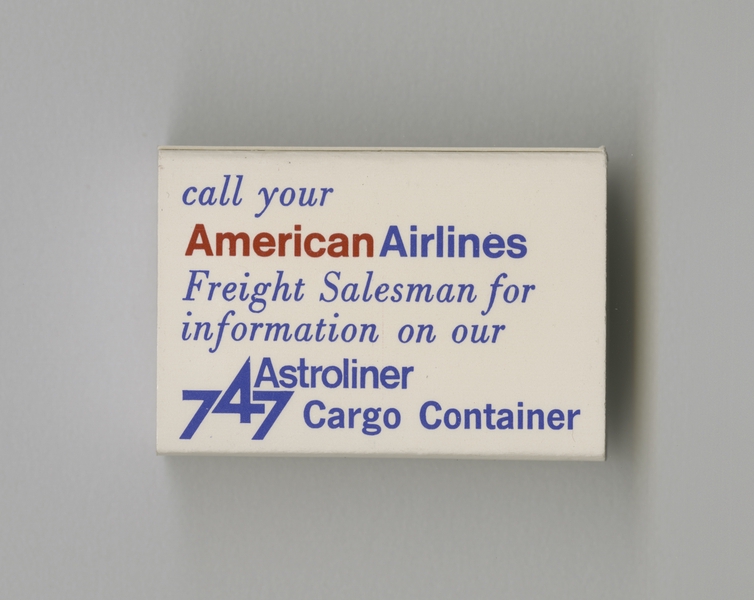 call your
American Airlines
Freight Salesman for
information on our
747 Astroliner
Cargo Container